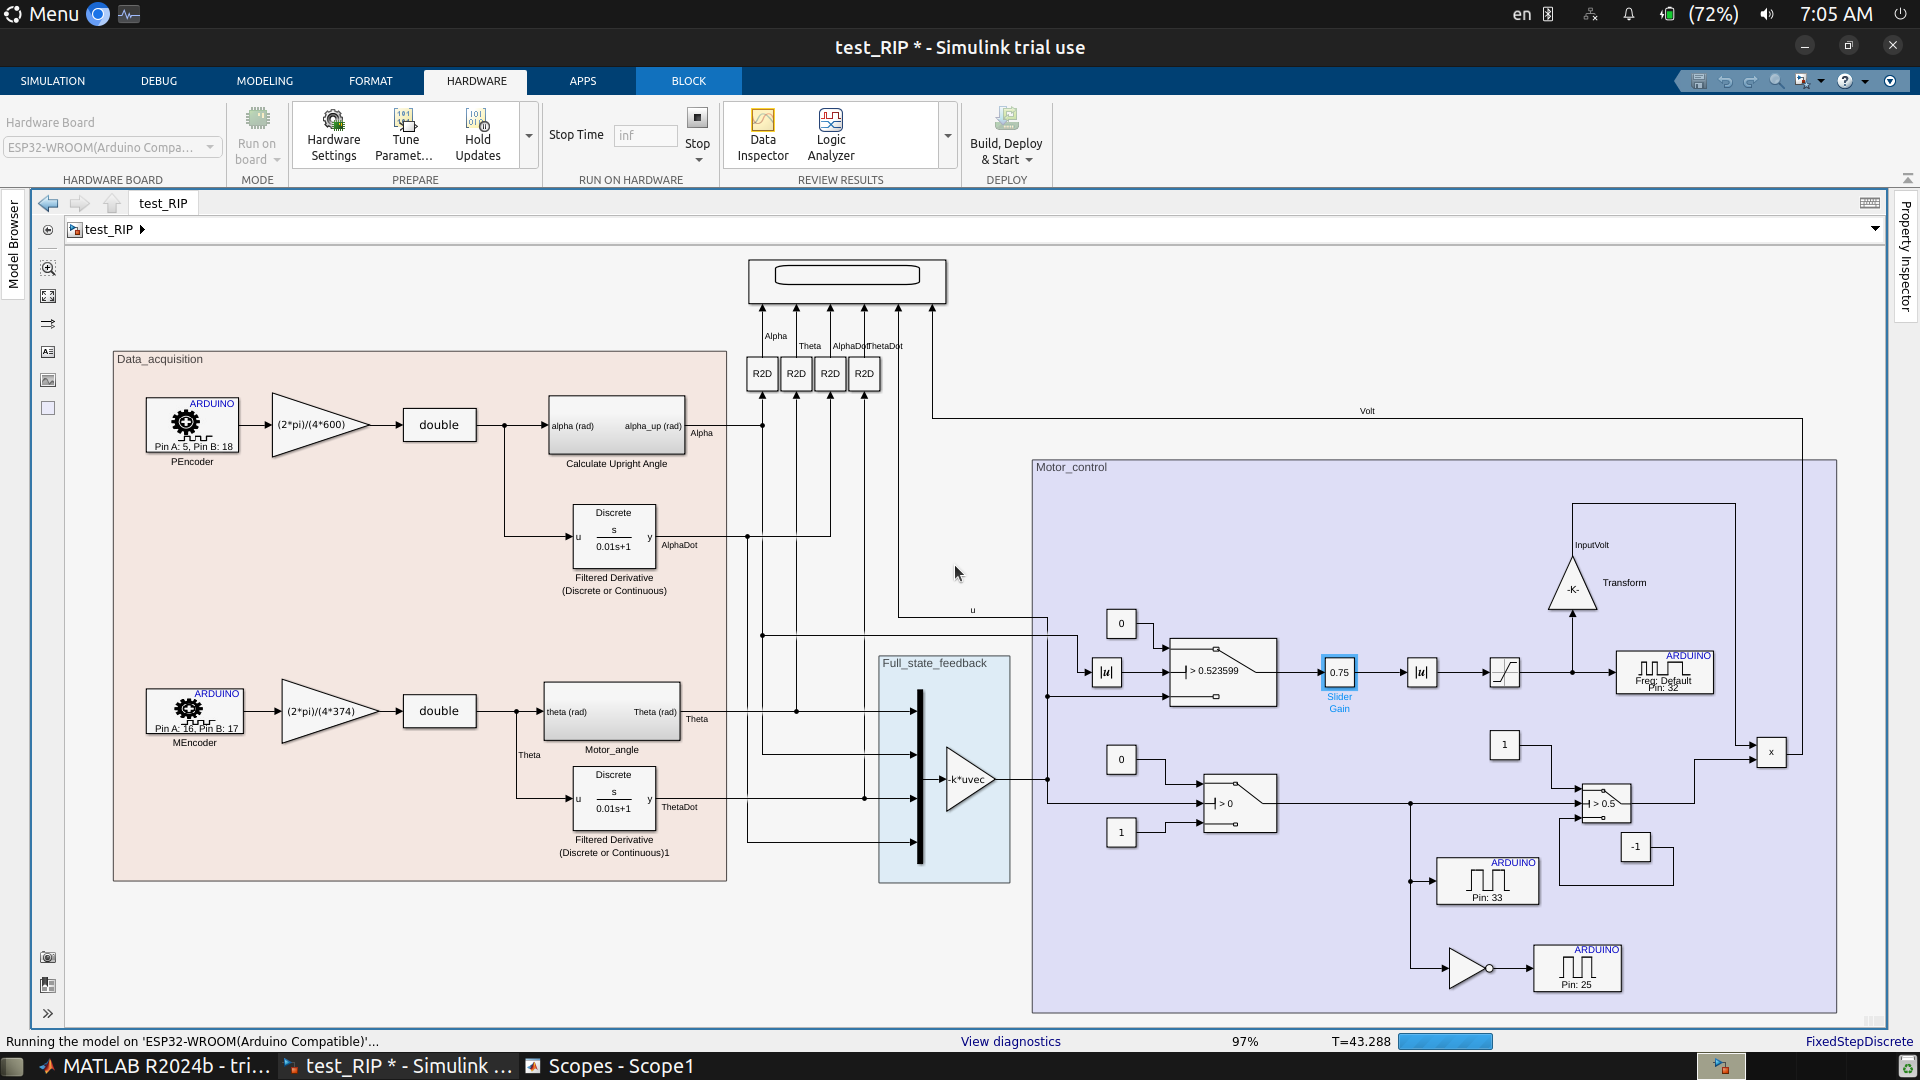 Menu
en
(72%)
7:05 AM
test_RIP * - Simulink trial use
SIMULATION
DEBUG
MODELING
FORMAT
HARDWARE
APPS
BLOCK
Hardware Board
ESP32-WROOM(Arduino Compa...
HARDWARE BOARD
Run on
board
MODE
Hardware
Settings
Tune
Paramet...
Hold
Updates
PREPARE
Stop Time
inf
Stop
RUN ON HARDWARE
Data
Inspector
Logic
Analyzer
REVIEW RESULTS
Build, Deploy
& Start
DEPLOY
Model Browser
Property Inspector
test_RIP
test_RIP
Alpha
Theta
AlphaDot
ThetaDot
R2D
R2D
R2D
R2D
Volt
Data_acquisition
ARDUINO
Pin A: 5, Pin B: 18
PEncoder
(2*pi)/(4*600)
double
alpha (rad)
alpha_up (rad)
Calculate Upright Angle
Alpha
Discrete
u
s
0.01s+1
y
AlphaDot
Filtered Derivative
(Discrete or Continuous)
ARDUINO
Pin A: 16, Pin B: 17
MEncoder
(2*pi)/(4*374)
double
theta (rad)
Theta (rad)
Motor_angle
Theta
Theta
Discrete
u
s
0.01s+1
y
ThetaDot
Filtered Derivative
(Discrete or Continuous)1
u
Full_state_feedback
-k*uvec
Motor_control
InputVolt
-K-
Transform
0
|u|
> 0.523599
0.75
Slider
Gain
|u|
ARDUINO
Freq: Default
Pin: 32
0
> 0
1
1
> 0.5
-1
x
ARDUINO
Pin: 33
ARDUINO
Pin: 25
Running the model on 'ESP32-WROOM(Arduino Compatible)'...
View diagnostics
97%
T=43.288
FixedStepDiscrete
MATLAB R2024b - tri...
test_RIP * - Simulink ...
Scopes - Scope1